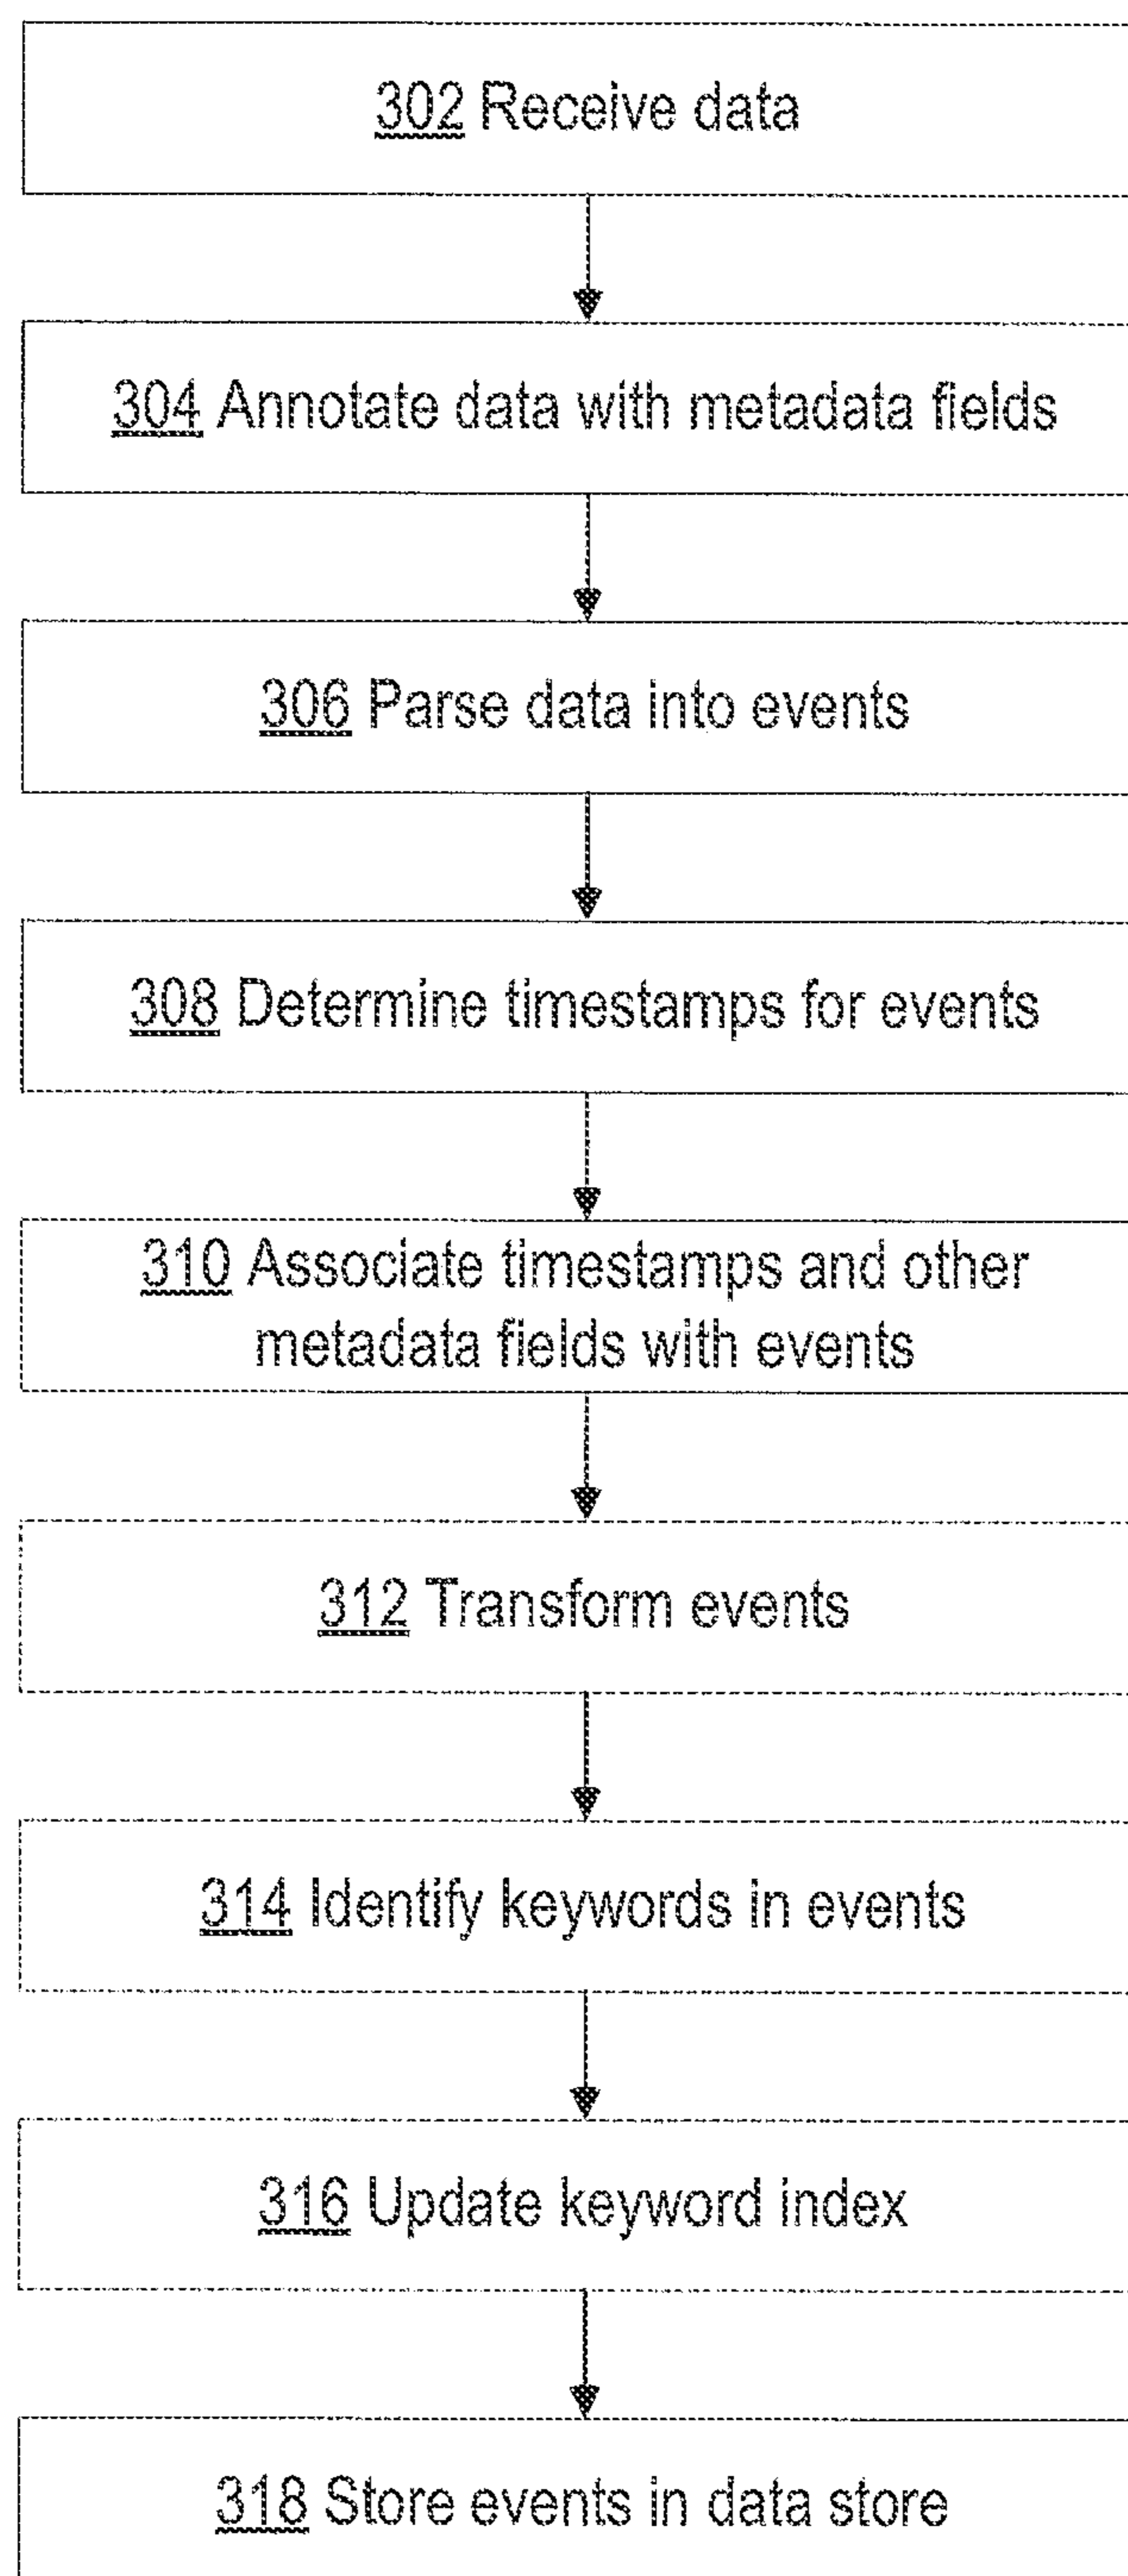 302 Receive data
304 Annotate data with metadata fields
306 Parse data into events
308 Determine timestamps for events
310 Associate timestamps and other
metadata fields with events
312 Transform events
314 Identify keywords in events
316 Update keyword index
318 Store events in data store